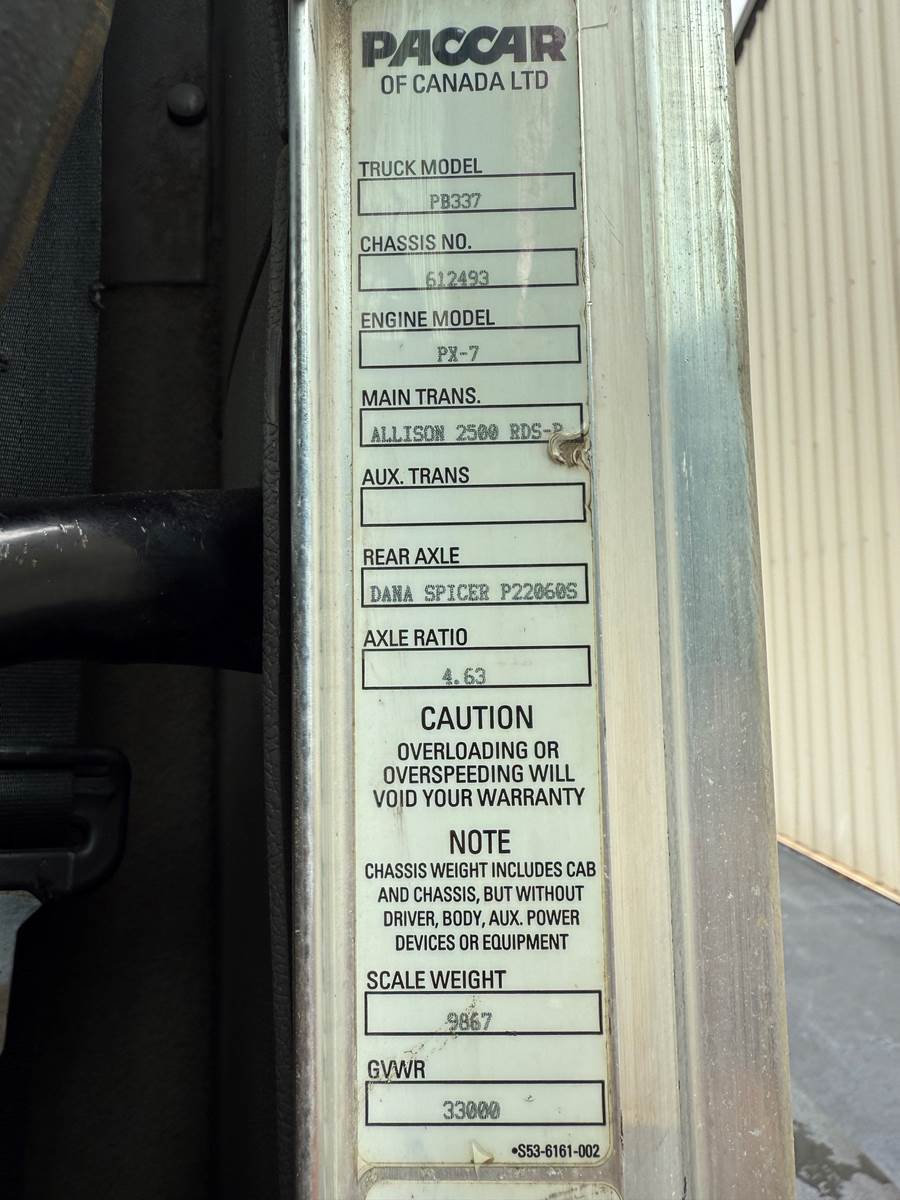 PACCAR
OF CANADA LTD
TRUCK MODEL
PB337
CHASSIS NO.
612493
ENGINE MODEL
PX-7
MAIN TRANS.
ALLISON 2500 RDS-P
AUX. TRANS
REAR AXLE
DANA SPICER P22060S
AXLE RATIO
4.63
CAUTION
OVERLOADING OR
OVERSPEEDING WILL
VOID YOUR WARRANTY
NOTE
CHASSIS WEIGHT INCLUDES CAB
AND CHASSIS, BUT WITHOUT
DRIVER, BODY, AUX. POWER
DEVICES OR EQUIPMENT
SCALE WEIGHT
9867
GVWR
33000
•S53-6161-002